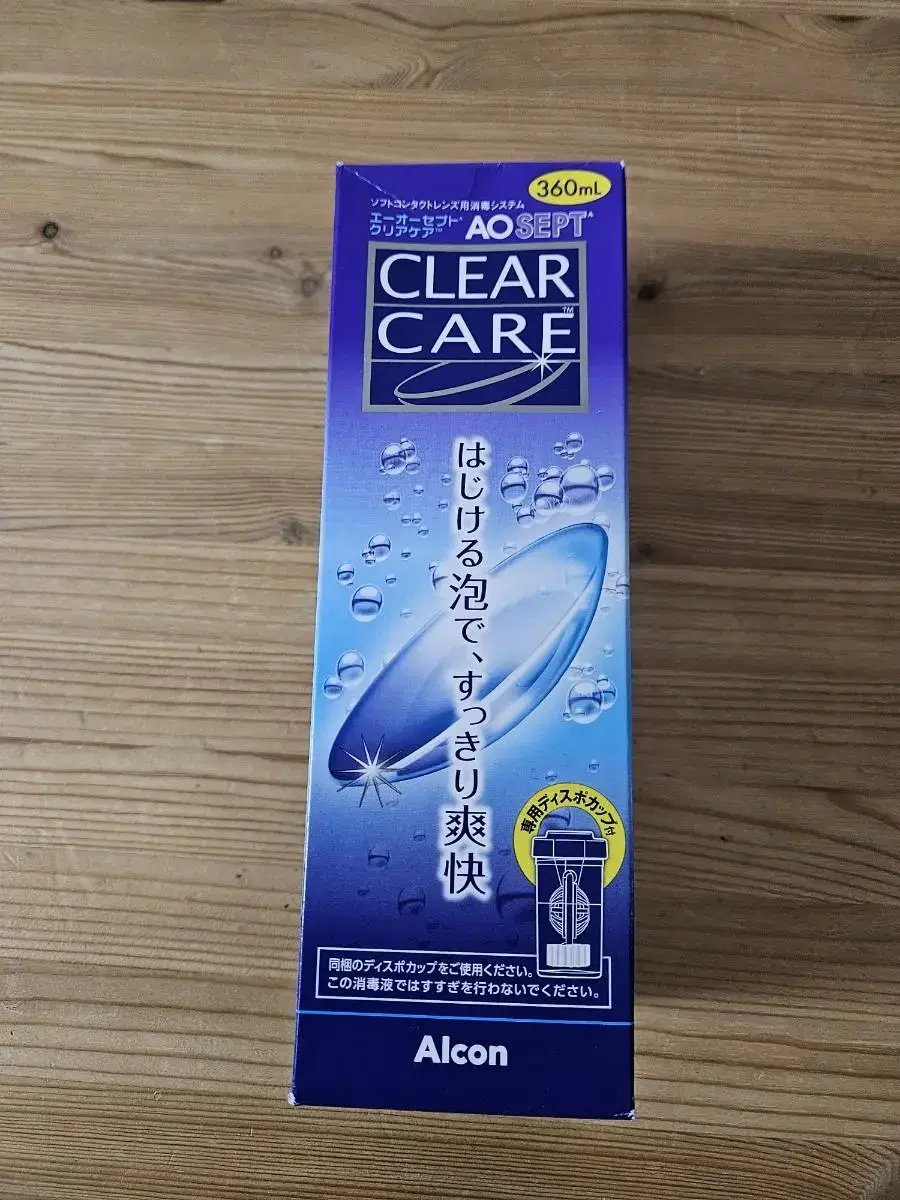 360mL
ソフトコンタクトレンズ用消毒システム
エーオーセプト^
クリアケア™
AOSEPT^
CLEAR
CARE™
はじける泡で、すっきり爽快
専用ディスポカップ付
同梱のディスポカップをご使用ください。
この消毒液ではすすぎを行わないでください。
Alcon